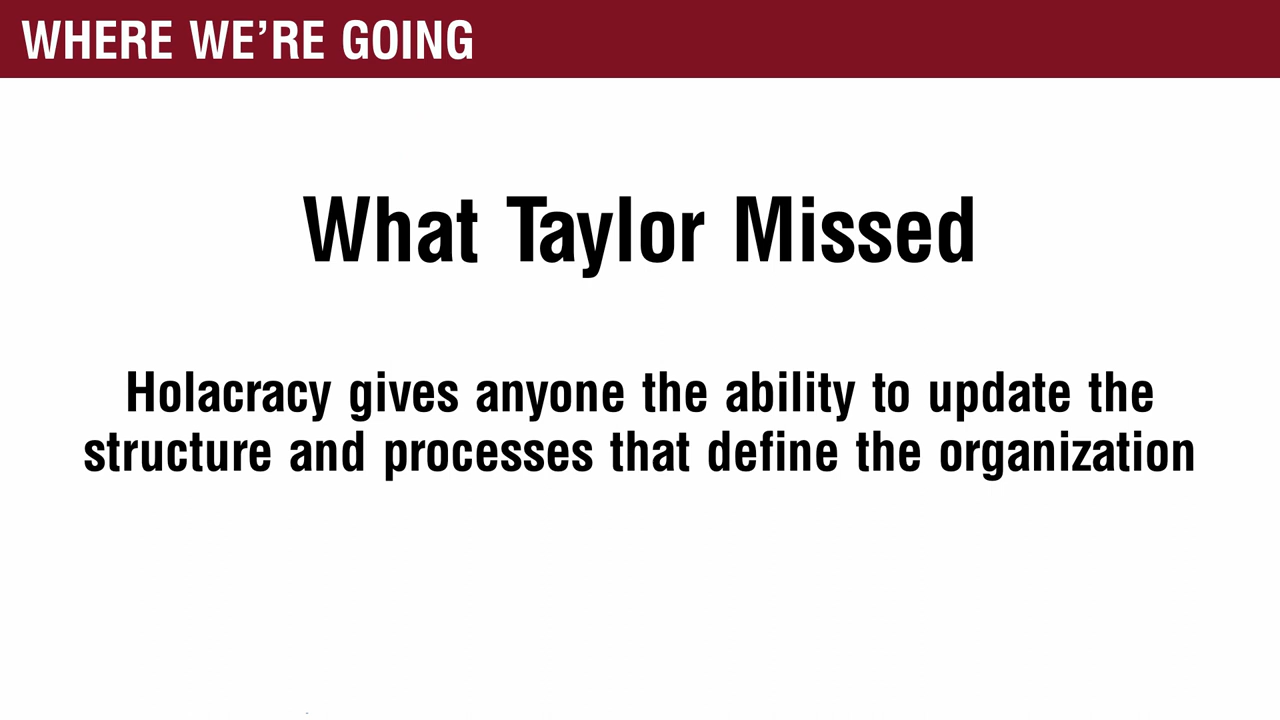 WHERE WE’RE GOING
What Taylor Missed
Holacracy gives anyone the ability to update the
structure and processes that define the organization